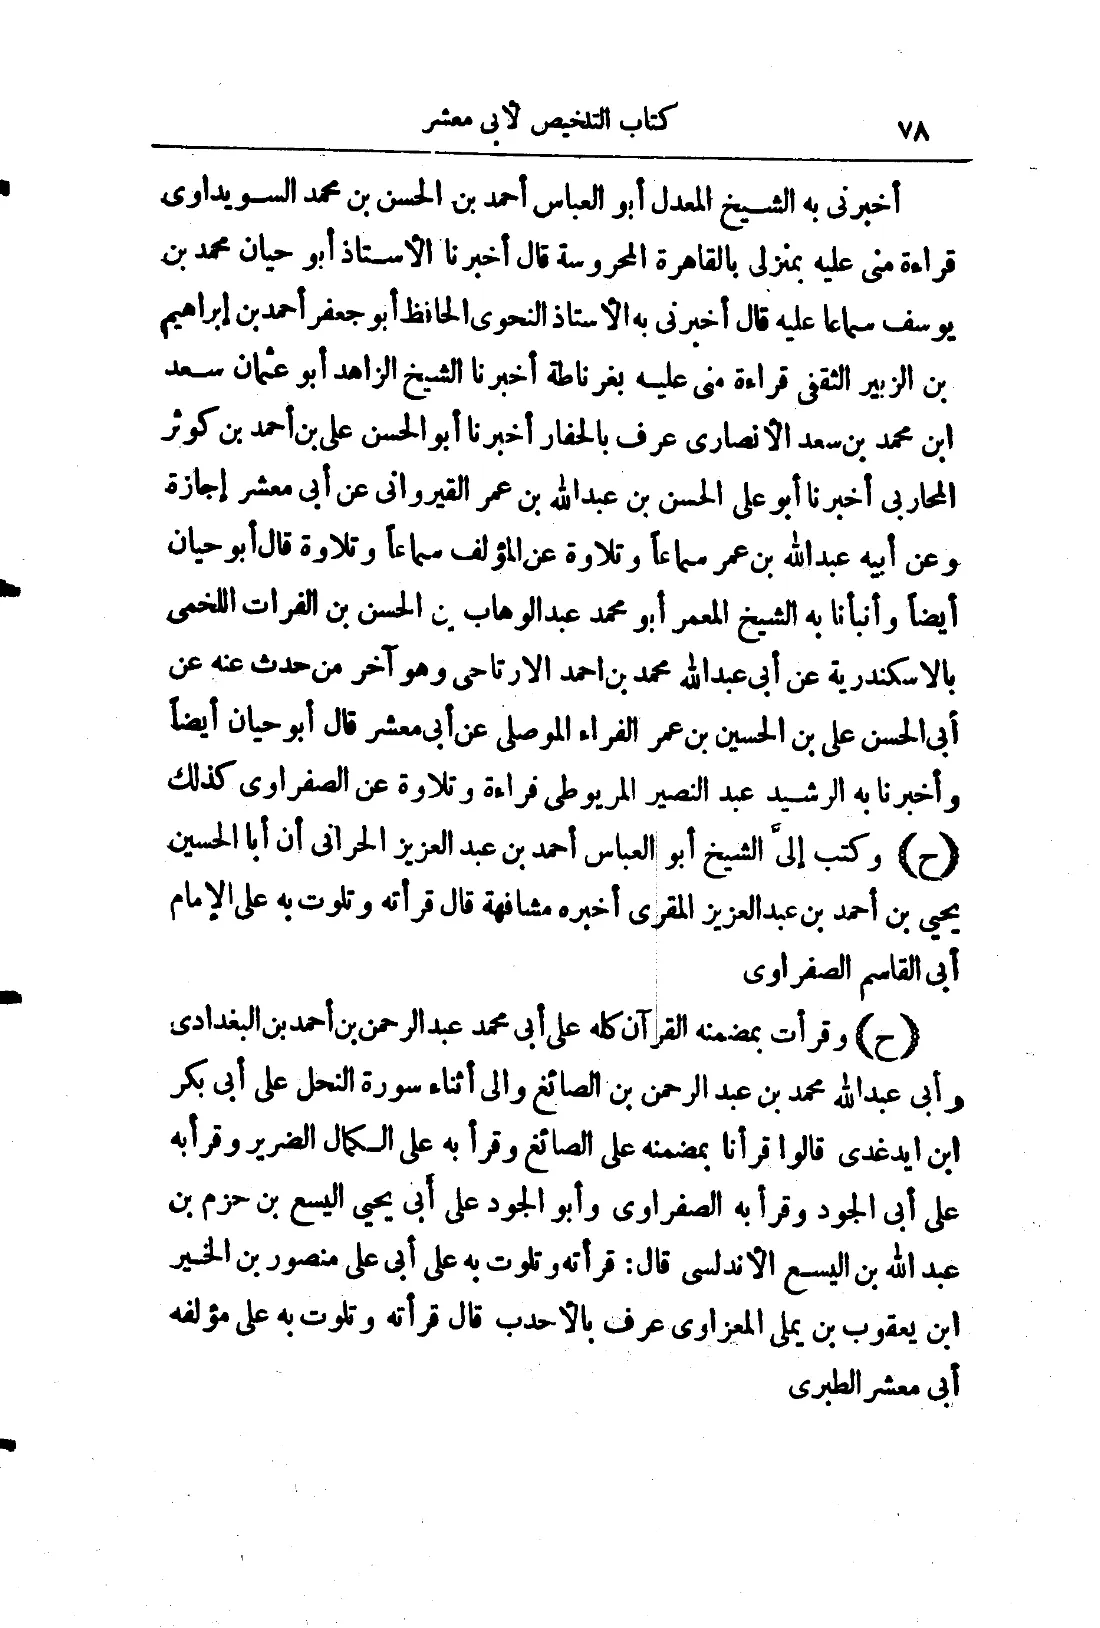 ٧٨
كتاب التلخيص لأبي معشر
أخبرنى به الشيخ المعدل أبو العباس أحمد بن الحسن بن محمد السويداوى
قراءة منى عليه بمنزلى بالقاهرة المحروسة قال أخبرنا الأستاذ أبو حيان محمد بن
يوسف سماعا عليه قال أخبرنى به الأستاذ النحوى الحافظ أبو جعفر أحمد بن إبراهيم
بن الزبير الثقفى قراءة منى عليه بغرناطة أخبرنا الشيخ الزاهد أبو عثمان سعد
ابن محمد بن سعد الأنصارى عرف بالحفار أخبرنا أبو الحسن على بن أحمد بن كوثر
المحاربى أخبرنا أبو على الحسن بن عبدالله بن عمر القيروانى عن أبى معشر إجازة
وعن أبيه عبدالله بن عمر سماعاً وتلاوة عن المؤلف سماعاً وتلاوة قال أبو حيان
أيضاً وأنبأنا به الشيخ المعمر أبو محمد عبدالوهاب بن الحسن بن الفرات اللخمى
بالاسكندرية عن أبى عبدالله محمد بن احمد الارتاحى وهو آخر من حدث عنه عن
أبى الحسن على بن الحسين بن عمر الفراء الموصلى عن أبى معشر قال أبو حيان أيضاً
وأخبرنا به الرشيد عبد النصير المريوطى قراءة وتلاوة عن الصفراوى كذلك
(ح) وكتب إلىَّ الشيخ أبو العباس أحمد بن عبد العزيز الحرانى أن أبا الحسين
يحيى بن أحمد بن عبدالعزيز المقرى أخبره مشافهة قال قرأته وتلوت به على الإمام
أبى القاسم الصفراوى
(ح) وقرأت بمضمنه القرآن كله على أبى محمد عبد الرحمن بن أحمد بن البغدادى
وأبى عبدالله محمد بن عبد الرحمن بن الصائغ والى أثناء سورة النحل على أبى بكر
ابن ايدغدى قالوا قرأنا بمضمنه على الصائغ وقرأ به على الكمال الضرير وقرأ به
على أبى الجود وقرأ به الصفراوى وأبو الجود على أبى يحيى اليسع بن حزم بن
عبد الله بن اليسع الأندلسى قال: قرأته وتلوت به على أبى على منصور بن الخير
ابن يعقوب بن يملى المعزاوى عرف بالأحدب قال قرأته وتلوت به على مؤلفه
أبى معشر الطبرى